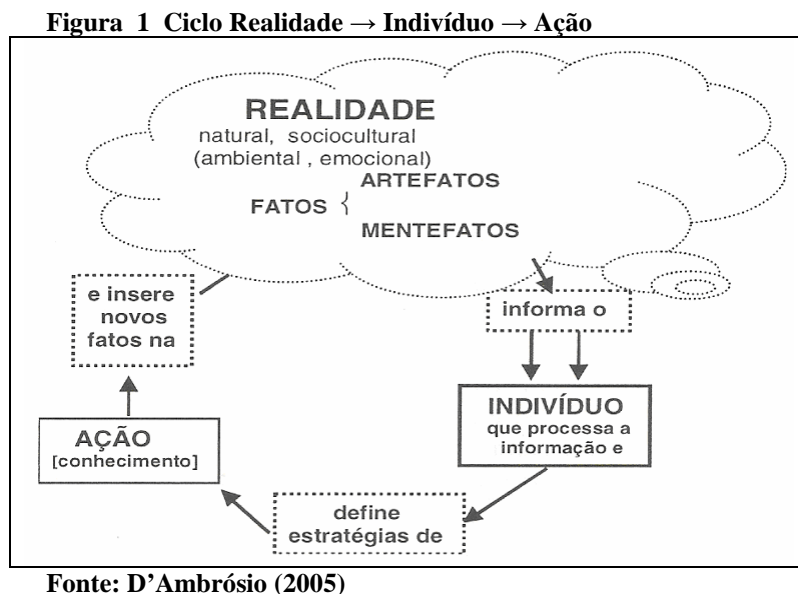 Figura 1 Ciclo Realidade → Indivíduo → Ação
REALIDADE
natural, sociocultural
(ambiental , emocional)
ARTEFATOS
FATOS {
MENTEFATOS
informa o
INDIVÍDUO
que processa a
informação e
define
estratégias de
AÇÃO
[conhecimento]
e insere
novos
fatos na
Fonte: D’Ambrósio (2005)